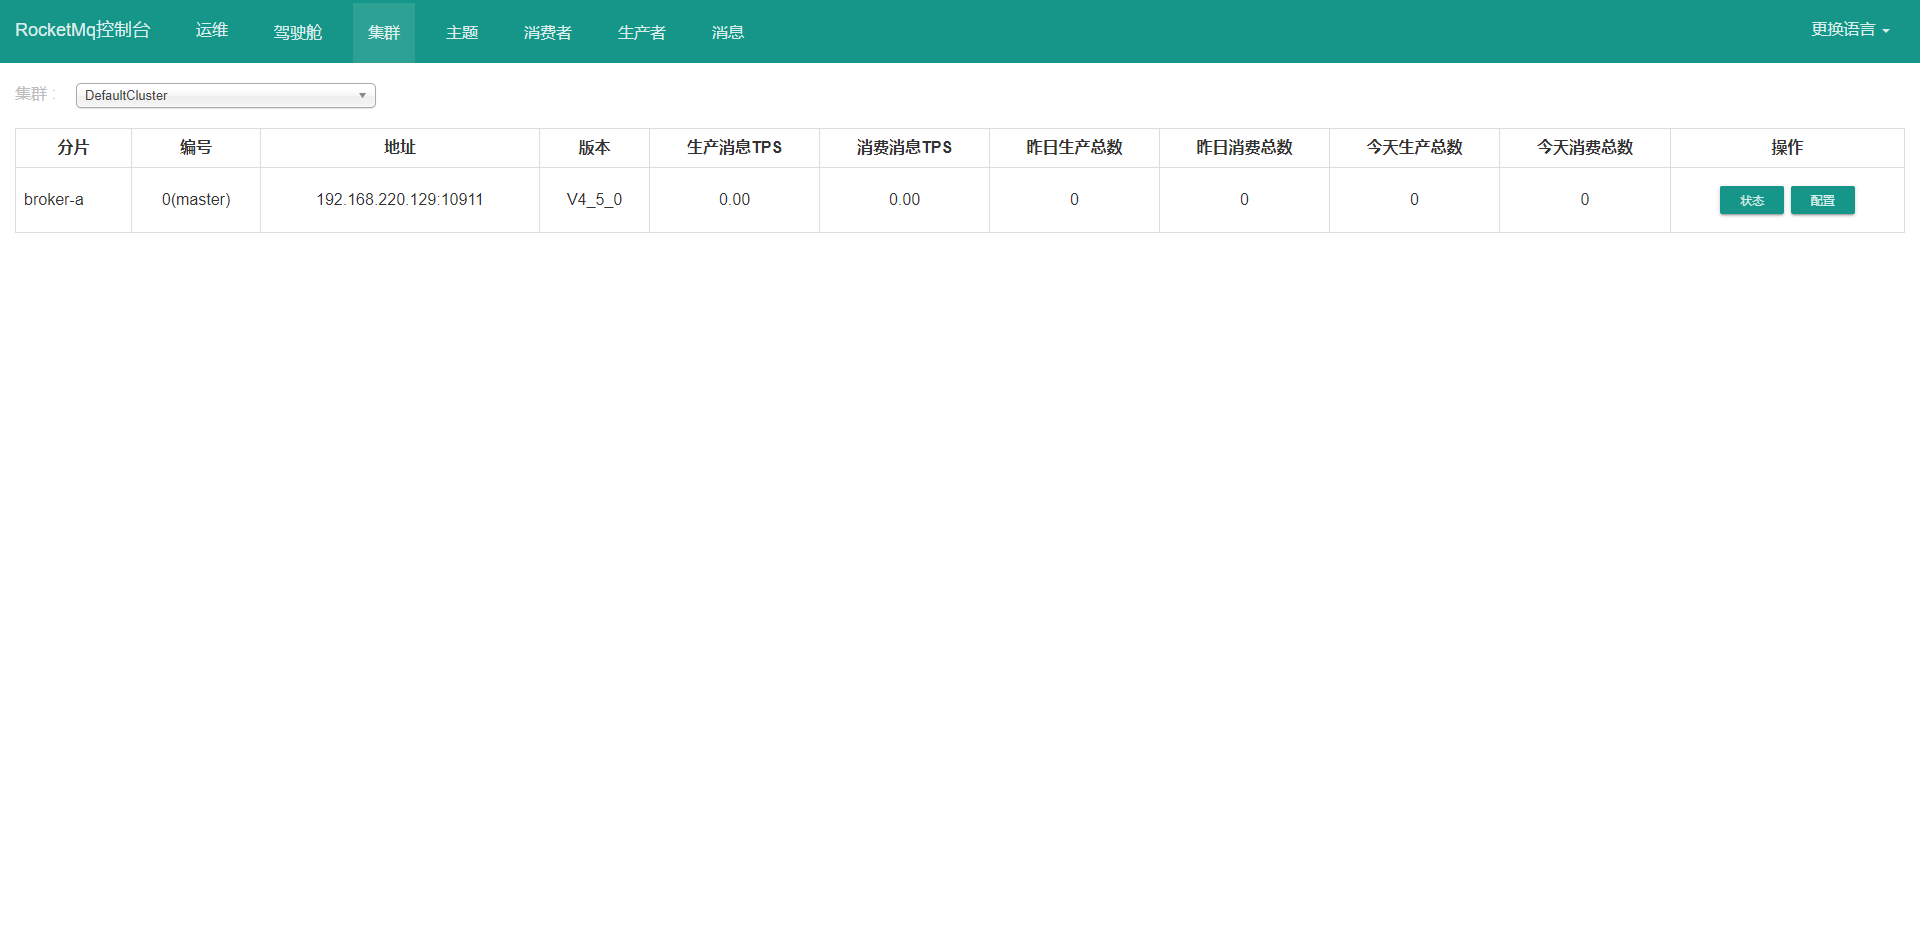 RocketMq控制台 运维 驾驶舱 集群 主题 消费者 生产者 消息 更换语言
集群 : DefaultCluster
分片 编号 地址 版本 生产消息TPS 消费消息TPS 昨日生产总数 昨日消费总数 今天生产总数 今天消费总数 操作
broker-a 0(master) 192.168.220.129:10911 V4_5_0 0.00 0.00 0 0 0 0 状态 配置